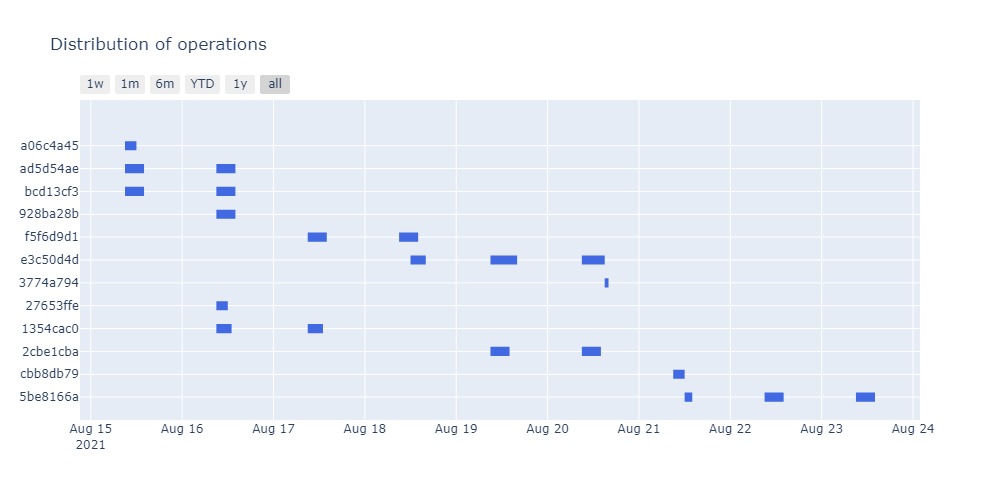 Distribution of operations
1w 1m 6m YTD 1y all
a06c4a45
ad5d54ae
bcd13cf3
928ba28b
f5f6d9d1
e3c50d4d
3774a794
27653ffe
1354cac0
2cbe1cba
cbb8db79
5be8166a
Aug 15 Aug 16 Aug 17 Aug 18 Aug 19 Aug 20 Aug 21 Aug 22 Aug 23 Aug 24
2021